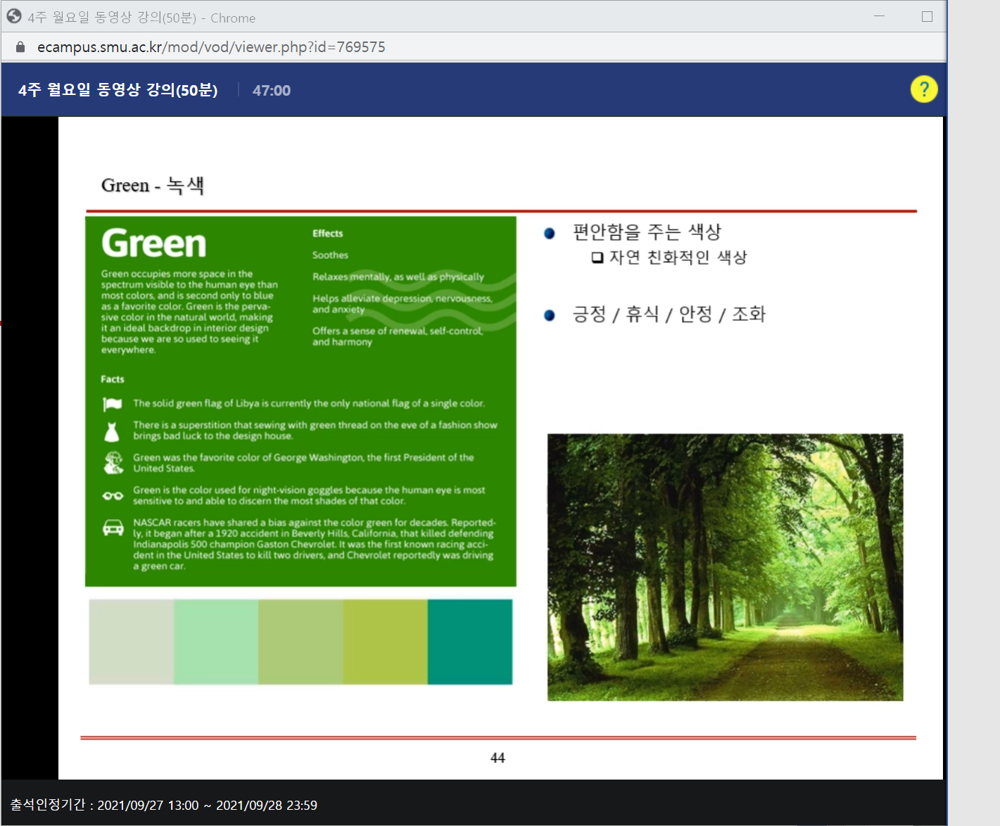 4주 월요일 동영상 강의(50분) - Chrome
ecampus.smu.ac.kr/mod/vod/viewer.php?id=769575
4주 월요일 동영상 강의(50분) 47:00
?
Green - 녹색
Green
Green occupies more space in the
spectrum visible to the human eye than
most colors, and is second only to blue
as a favorite color. Green is the perva-
sive color in the natural world, making
it an ideal backdrop in interior design
because we are so used to seeing it
everywhere.
Effects
Soothes
Relaxes mentally, as well as physically
Helps alleviate depression, nervousness,
and anxiety
Offers a sense of renewal, self-control,
and harmony
Facts
The solid green flag of Libya is currently the only national flag of a single color.
There is a superstition that sewing with green thread on the eve of a fashion show
brings bad luck to the design house.
Green was the favorite color of George Washington, the first President of the
United States.
Green is the color used for night-vision goggles because the human eye is most
sensitive to and able to discern the most shades of that color.
NASCAR racers have shared a bias against the color green for decades. Reported-
ly, it began after a 1920 accident in Beverly Hills, California, that killed defending
Indianapolis 500 champion Gaston Chevrolet. It was the first known racing acci-
dent in the United States to kill two drivers, and Chevrolet reportedly was driving
a green car.
편안함을 주는 색상
자연 친화적인 색상
긍정 / 휴식 / 안정 / 조화
44
출석인정기간 : 2021/09/27 13:00 ~ 2021/09/28 23:59